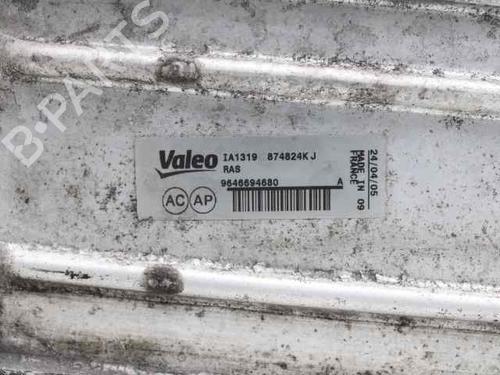 Valeo
IA1319 874824K J
RAS
9646694680 A
AC AP
24/04/05
MADE IN 09
FRANCE
B-PARTS